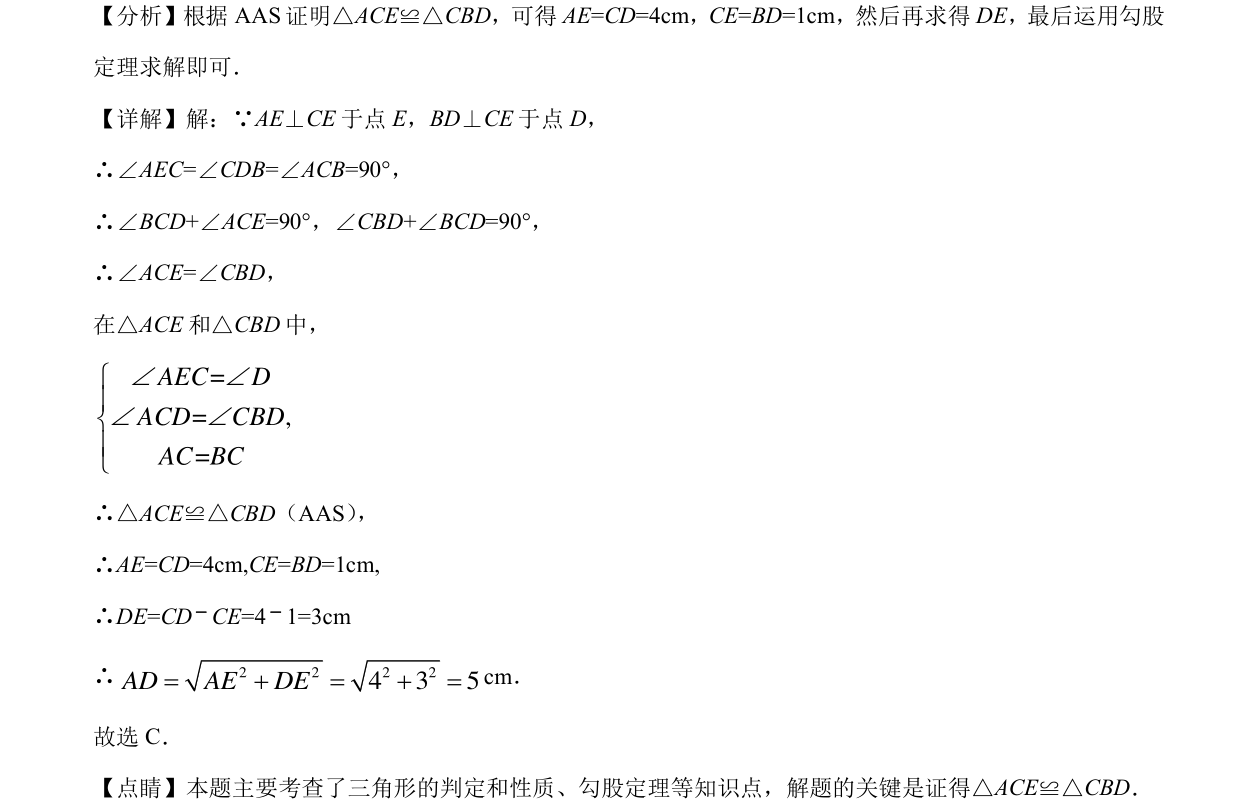 【分析】根据 AAS 证明△ACE≌△CBD，可得 AE=CD=4cm，CE=BD=1cm，然后再求得 DE，最后运用勾股
定理求解即可．
【详解】解：∵AE⊥CE 于点 E，BD⊥CE 于点 D，
∴∠AEC=∠CDB=∠ACB=90°，
∴∠BCD+∠ACE=90°，∠CBD+∠BCD=90°，
∴∠ACE=∠CBD，
在△ACE 和△CBD 中，
∠AEC=∠D
∠ACD=∠CBD,
AC=BC
∴△ACE≌△CBD（AAS），
∴AE=CD=4cm,CE=BD=1cm,
∴DE=CD－CE=4－1=3cm
∴ AD = √(AE² + DE²) = √(4² + 3²) = 5 cm．
故选 C．
【点睛】本题主要考查了三角形的判定和性质、勾股定理等知识点，解题的关键是证得△ACE≌△CBD．